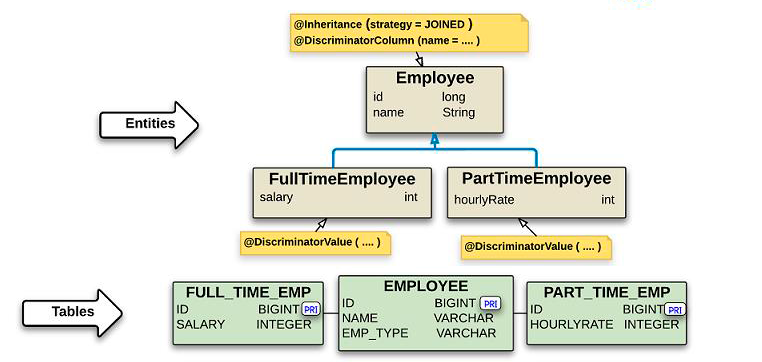 @Inheritance (strategy = JOINED )
@DiscriminatorColumn (name = .... )
Employee
id long
name String
Entities
FullTimeEmployee
salary int
PartTimeEmployee
hourlyRate int
@DiscriminatorValue ( .... )
@DiscriminatorValue ( .... )
Tables
FULL_TIME_EMP
ID BIGINT PRI
SALARY INTEGER
EMPLOYEE
ID BIGINT PRI
NAME VARCHAR
EMP_TYPE VARCHAR
PART_TIME_EMP
ID BIGINT PRI
HOURLYRATE INTEGER